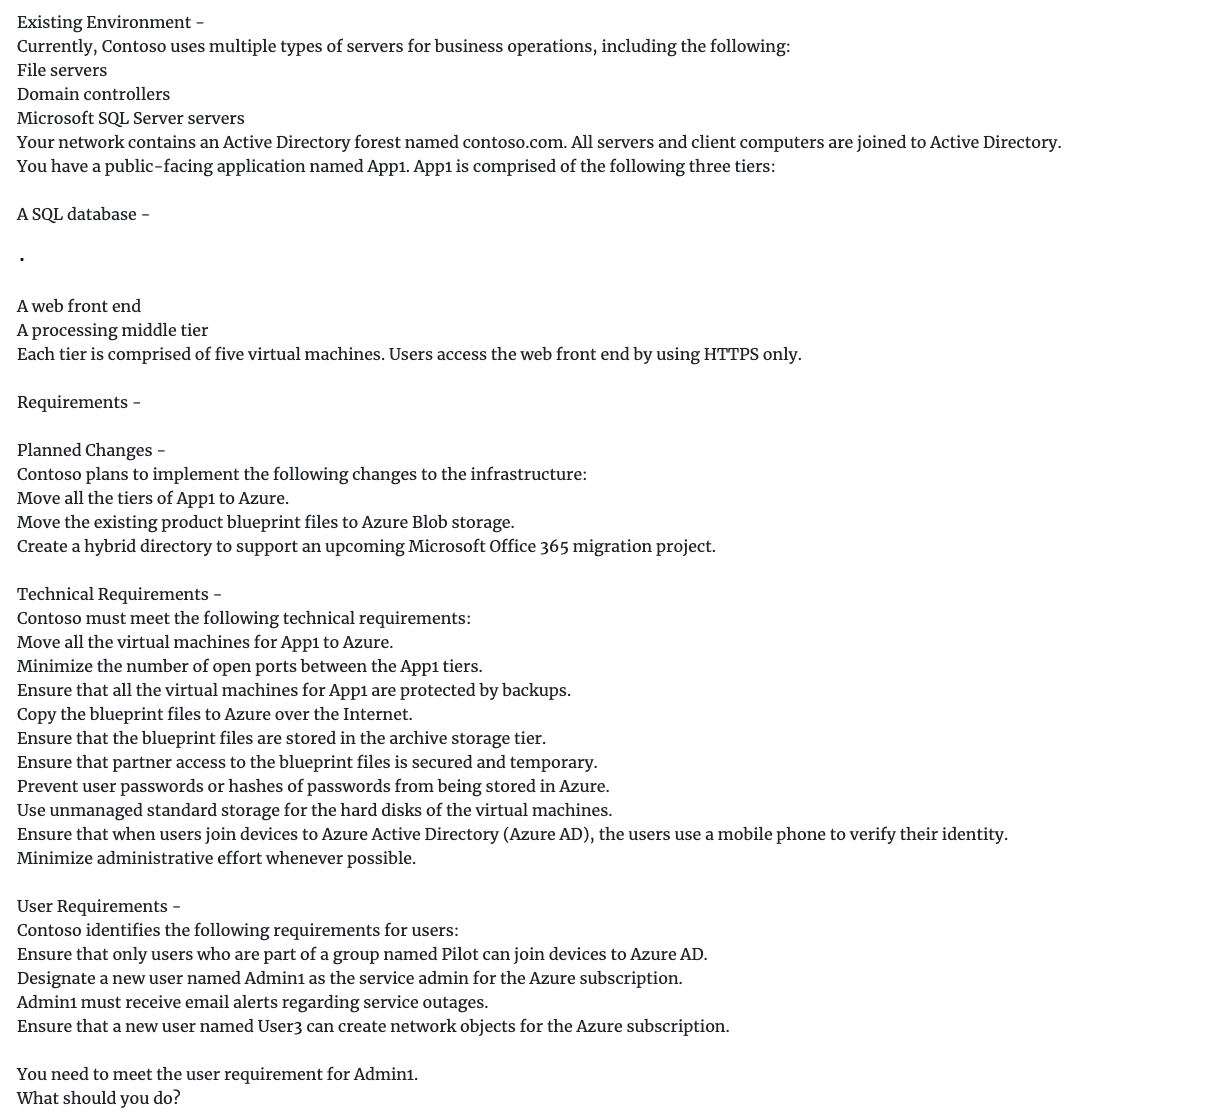 Existing Environment -
Currently, Contoso uses multiple types of servers for business operations, including the following:
File servers
Domain controllers
Microsoft SQL Server servers
Your network contains an Active Directory forest named contoso.com. All servers and client computers are joined to Active Directory.
You have a public-facing application named App1. App1 is comprised of the following three tiers:
A SQL database -
.
A web front end
A processing middle tier
Each tier is comprised of five virtual machines. Users access the web front end by using HTTPS only.
Requirements -
Planned Changes -
Contoso plans to implement the following changes to the infrastructure:
Move all the tiers of App1 to Azure.
Move the existing product blueprint files to Azure Blob storage.
Create a hybrid directory to support an upcoming Microsoft Office 365 migration project.
Technical Requirements -
Contoso must meet the following technical requirements:
Move all the virtual machines for App1 to Azure.
Minimize the number of open ports between the App1 tiers.
Ensure that all the virtual machines for App1 are protected by backups.
Copy the blueprint files to Azure over the Internet.
Ensure that the blueprint files are stored in the archive storage tier.
Ensure that partner access to the blueprint files is secured and temporary.
Prevent user passwords or hashes of passwords from being stored in Azure.
Use unmanaged standard storage for the hard disks of the virtual machines.
Ensure that when users join devices to Azure Active Directory (Azure AD), the users use a mobile phone to verify their identity.
Minimize administrative effort whenever possible.
User Requirements -
Contoso identifies the following requirements for users:
Ensure that only users who are part of a group named Pilot can join devices to Azure AD.
Designate a new user named Admin1 as the service admin for the Azure subscription.
Admin1 must receive email alerts regarding service outages.
Ensure that a new user named User3 can create network objects for the Azure subscription.
You need to meet the user requirement for Admin1.
What should you do?